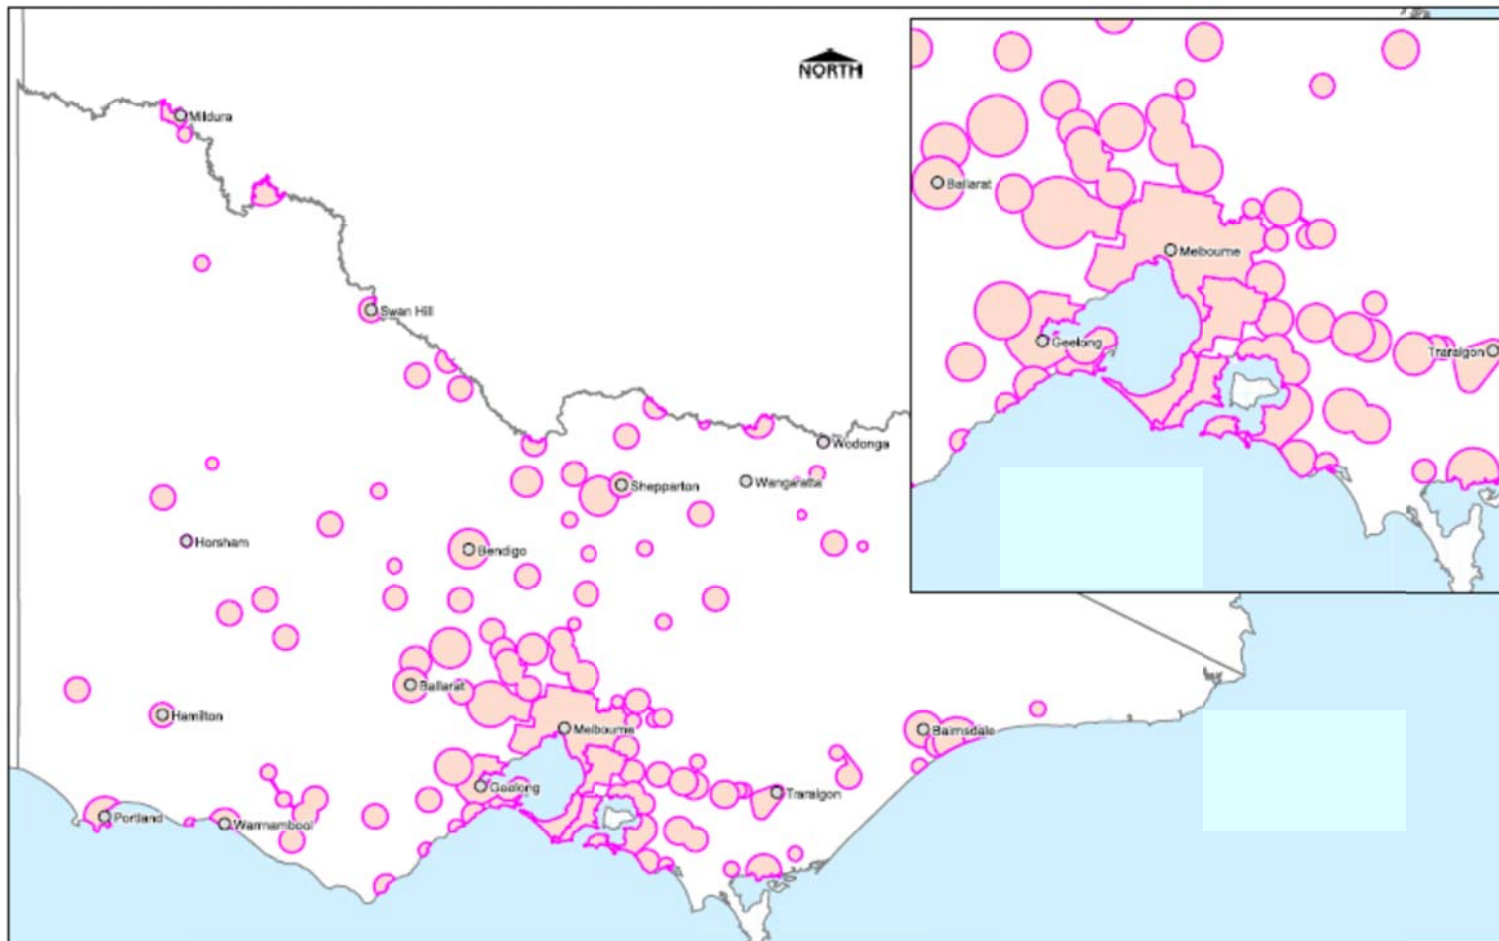 NORTH
Mildura
Swan Hill
Wodonga
Shepparton
Wangaratta
Horsham
Bendigo
Ballarat
Hamilton
Melbourne
Bairnsdale
Geelong
Traralgon
Portland
Warrnambool
Ballarat
Melbourne
Geelong
Traralgon